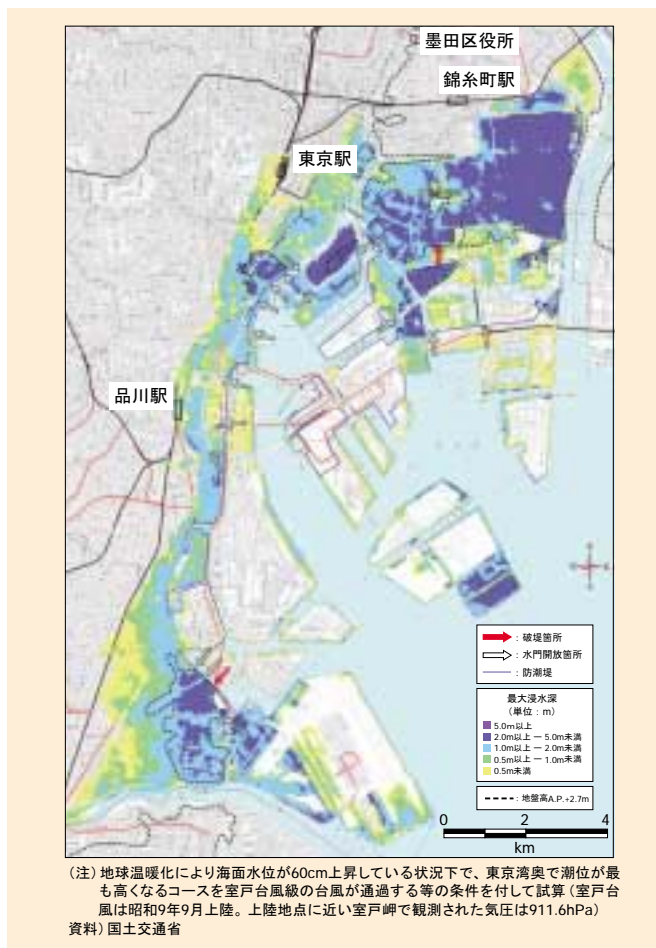 墨田区役所
錦糸町駅
東京駅
品川駅
：破堤箇所
：水門開放箇所
：防潮堤
最大浸水深
（単位：m）
5.0m以上
2.0m以上 ー 5.0m未満
1.0m以上 ー 2.0m未満
0.5m以上 ー 1.0m未満
0.5m未満
：地盤高A.P.+2.7m
0 2 4
km
（注）地球温暖化により海面水位が60cm上昇している状況下で、東京湾奥で潮位が最
も高くなるコースを室戸台風級の台風が通過する等の条件を付して試算（室戸台
風は昭和9年9月上陸。上陸地点に近い室戸岬で観測された気圧は911.6hPa）
資料）国土交通省